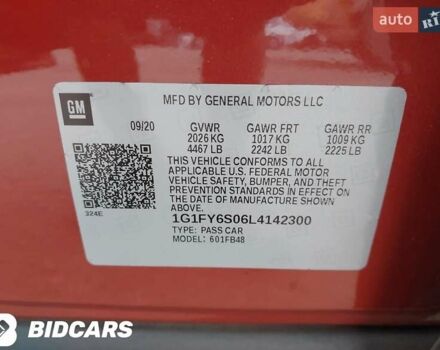 auto RIA
GM
MFD BY GENERAL MOTORS LLC
09/20 GVWR GAWR FRT GAWR RR
2026 KG 1017 KG 1009 KG
4467 LB 2242 LB 2225 LB
THIS VEHICLE CONFORMS TO ALL
APPLICABLE U.S. FEDERAL MOTOR
VEHICLE SAFETY, BUMPER, AND THEFT
PREVENTION STANDARDS IN EFFECT
ON THE DATE OF MANUFACTURE SHOWN
ABOVE.
324E
1G1FY6S06L4142300
TYPE: PASS CAR
MODEL: 601FB48
BIDCARS